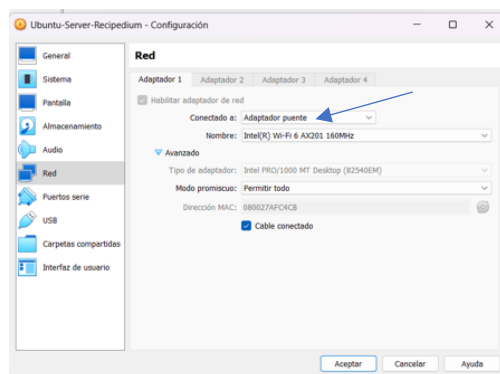 Ubuntu-Server-Recipedium - Configuración
General
Sistema
Pantalla
Almacenamiento
Audio
Red
Puertos serie
USB
Carpetas compartidas
Interfaz de usuario
Red
Adaptador 1 Adaptador 2 Adaptador 3 Adaptador 4
Habilitar adaptador de red
Conectado a: Adaptador puente
Nombre: Intel(R) Wi-Fi 6 AX201 160MHz
Avanzado
Tipo de adaptador: Intel PRO/1000 MT Desktop (82540EM)
Modo promiscuo: Permitir todo
Dirección MAC: 080027AFC4CB
Cable conectado
Aceptar Cancelar Ayuda